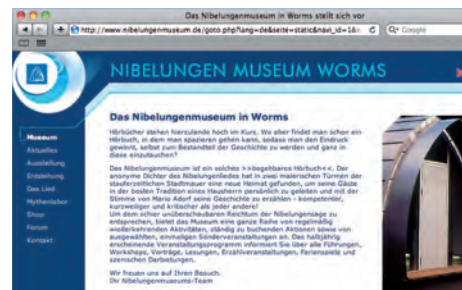 Das Nibelungenmuseum in Worms stellt sich vor
http://www.nibelungenmuseum.de/goto.php?lang=de&seite=static&navi_id=1&
Google
NIBELUNGEN MUSEUM WORMS
Museum
Aktuelles
Ausstellung
Entstehung
Das Lied
Mythenlabor
Shop
Forum
Kontakt
Das Nibelungenmuseum in Worms
Hörbücher stehen hierzulande hoch im Kurs. Wo aber findet man schon ein
Hörbuch, in dem man spazieren gehen kann, sodass man den Eindruck
gewinnt, selbst zum Bestandteil der Geschichte zu werden und ganz in
diese einzutauchen?
Das Nibelungenmuseum ist ein solches >>begehbares Hörbuch<<. Der
anonyme Dichter des Nibelungenliedes hat in zwei malerischen Türmen der
stauferzeitlichen Stadtmauer eine neue Heimat gefunden, um seine Gäste
in der besten Tradition eines Hausherrn persönlich zu geleiten und mit der
Stimme von Mario Adorf seine Geschichte zu erzählen - kompetenter,
kurzweiliger und kritischer als jeder andere!
Um dem schier unüberschaubaren Reichtum der Nibelungensage zu
entsprechen, bietet das Museum eine ganze Reihe von regelmäßig
wiederkehrenden Aktivitäten, ständig zu buchenden Aktionen sowie von
ausgewählten, einmaligen Sonderveranstaltungen an. Das halbjährig
erscheinende Veranstaltungsprogramm informiert Sie über alle Führungen,
Workshops, Vorträge, Lesungen, Erzählveranstaltungen, Ferienspiele und
szenischen Darbietungen.
Wir freuen uns auf Ihren Besuch.
Ihr Nibelungenmuseums-Team